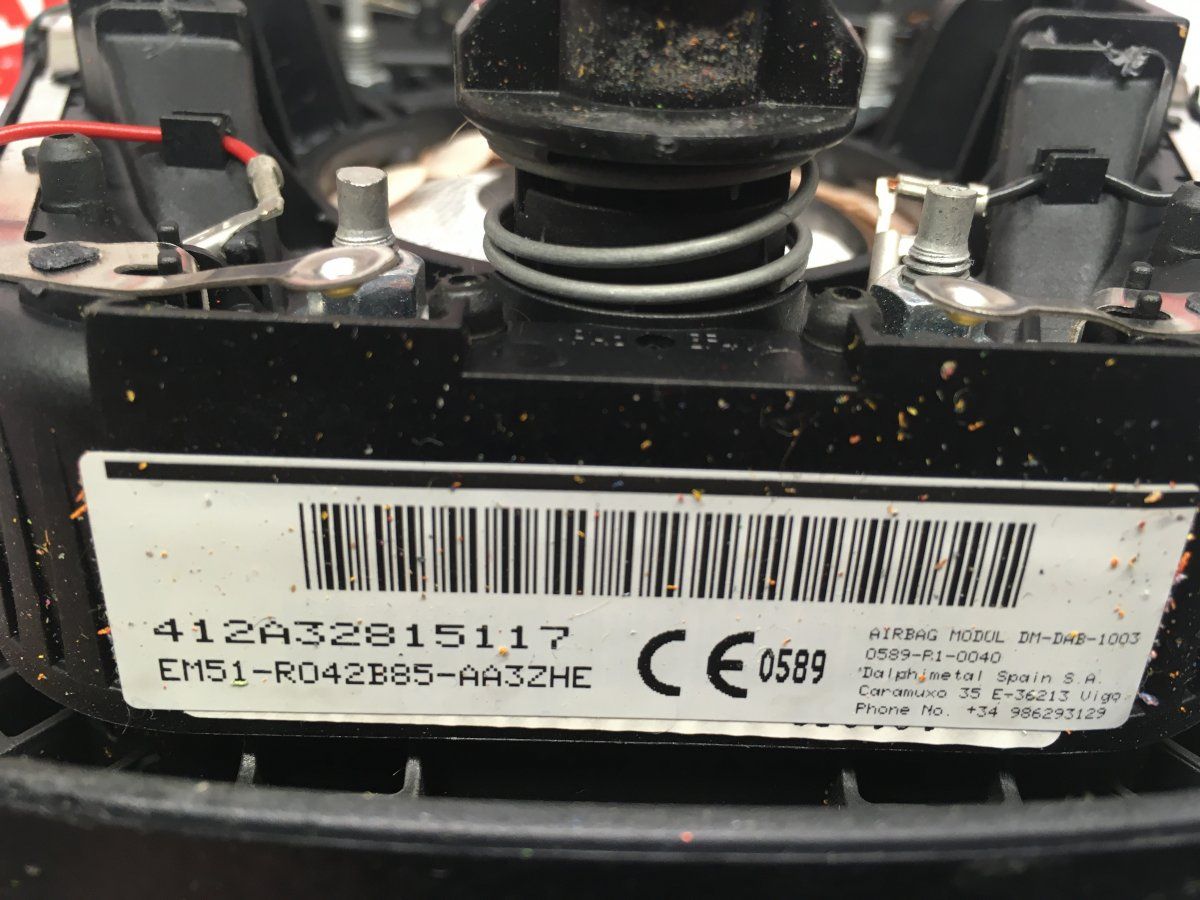 412A32815117
EM51-R042B85-AA3ZHE
CE 0589
AIRBAG MODUL DM-DAB-1003
0589-P1-0040
Dalphimetal Spain S.A.
Caramuxo 35 E-36213 Vigo
Phone No. +34 986293129